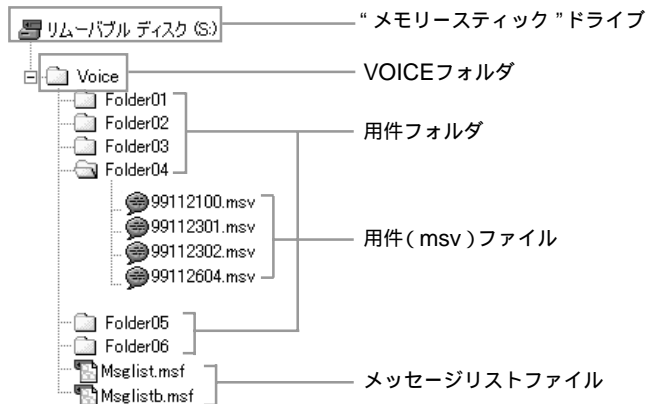 リムーバブル ディスク (S:)
“メモリースティック”ドライブ
Voice
VOICEフォルダ
Folder01
Folder02
Folder03
Folder04
用件フォルダ
99112100.msv
99112301.msv
99112302.msv
99112604.msv
用件(msv)ファイル
Folder05
Folder06
Msglist.msf
Msglistb.msf
メッセージリストファイル